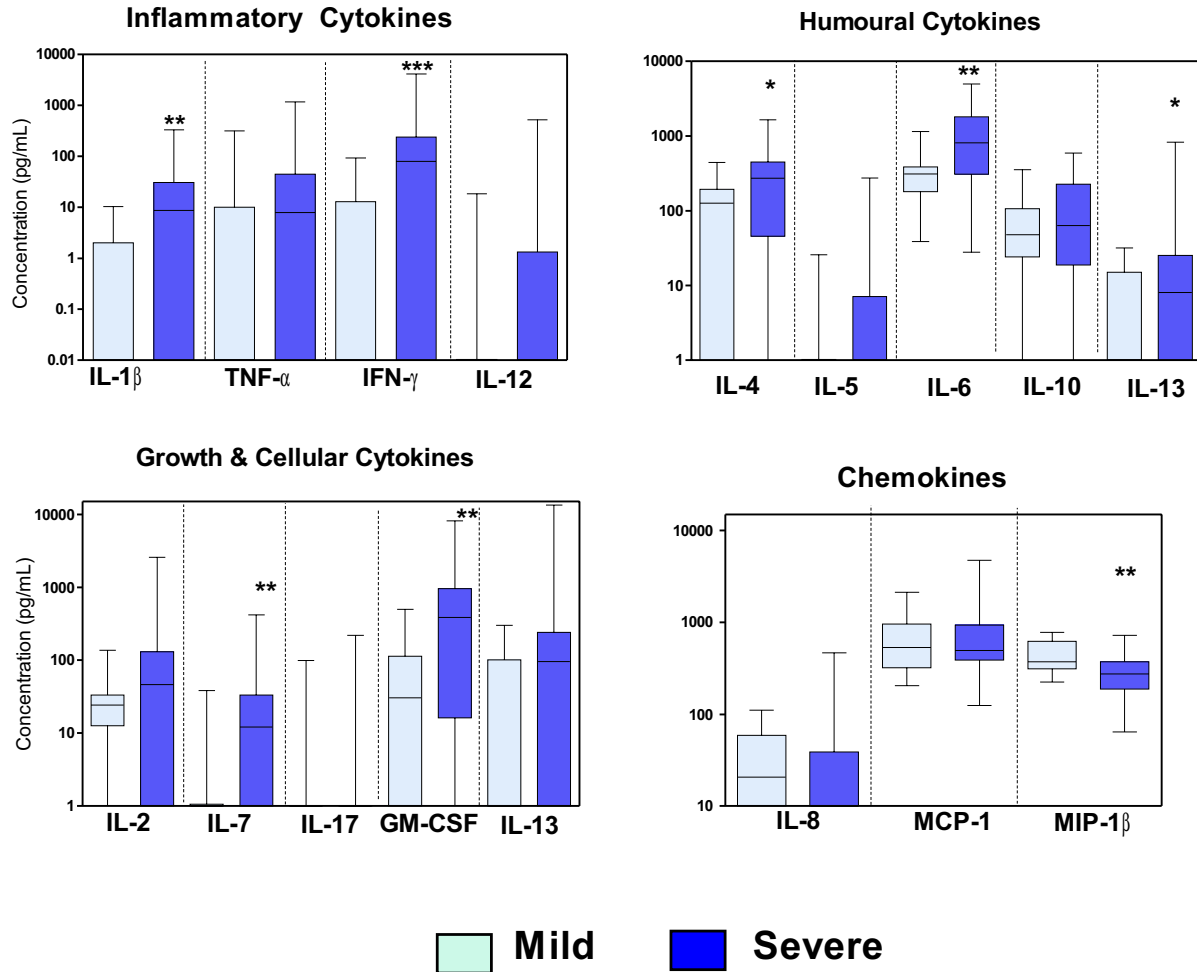 Inflammatory Cytokines
Concentration (pg/mL)
10000
1000
100
10
1
0.1
0.01
**
***
IL-1β TNF-α IFN-γ IL-12
Humoural Cytokines
10000
1000
100
10
1
*
**
*
IL-4 IL-5 IL-6 IL-10 IL-13
Growth & Cellular Cytokines
Concentration (pg/mL)
10000
1000
100
10
1
**
**
IL-2 IL-7 IL-17 GM-CSF IL-13
Chemokines
10000
1000
100
10
**
IL-8 MCP-1 MIP-1β
Mild Severe